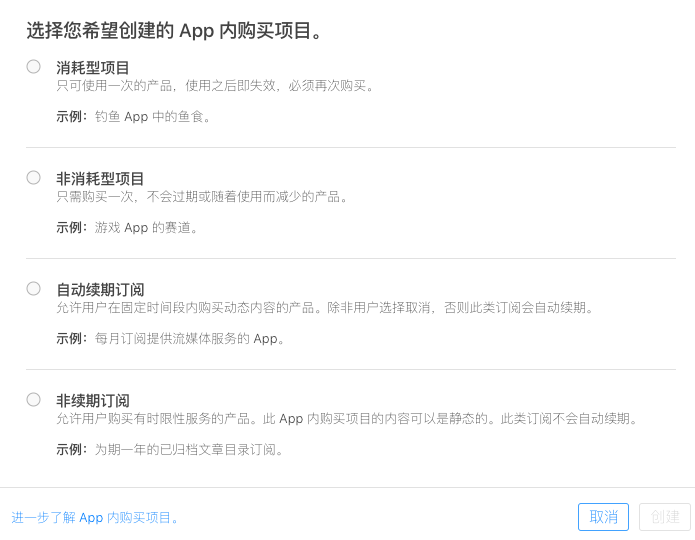 选择您希望创建的 App 内购买项目。
消耗型项目
只可使用一次的产品，使用之后即失效，必须再次购买。
示例：钓鱼 App 中的鱼食。
非消耗型项目
只需购买一次，不会过期或随着使用而减少的产品。
示例：游戏 App 的赛道。
自动续期订阅
允许用户在固定时间段内购买动态内容的产品。除非用户选择取消，否则此类订阅会自动续期。
示例：每月订阅提供流媒体服务的 App。
非续期订阅
允许用户购买有时限性服务的产品。此 App 内购买项目的内容可以是静态的。此类订阅不会自动续期。
示例：为期一年的已归档文章目录订阅。
进一步了解 App 内购买项目。
取消
创建